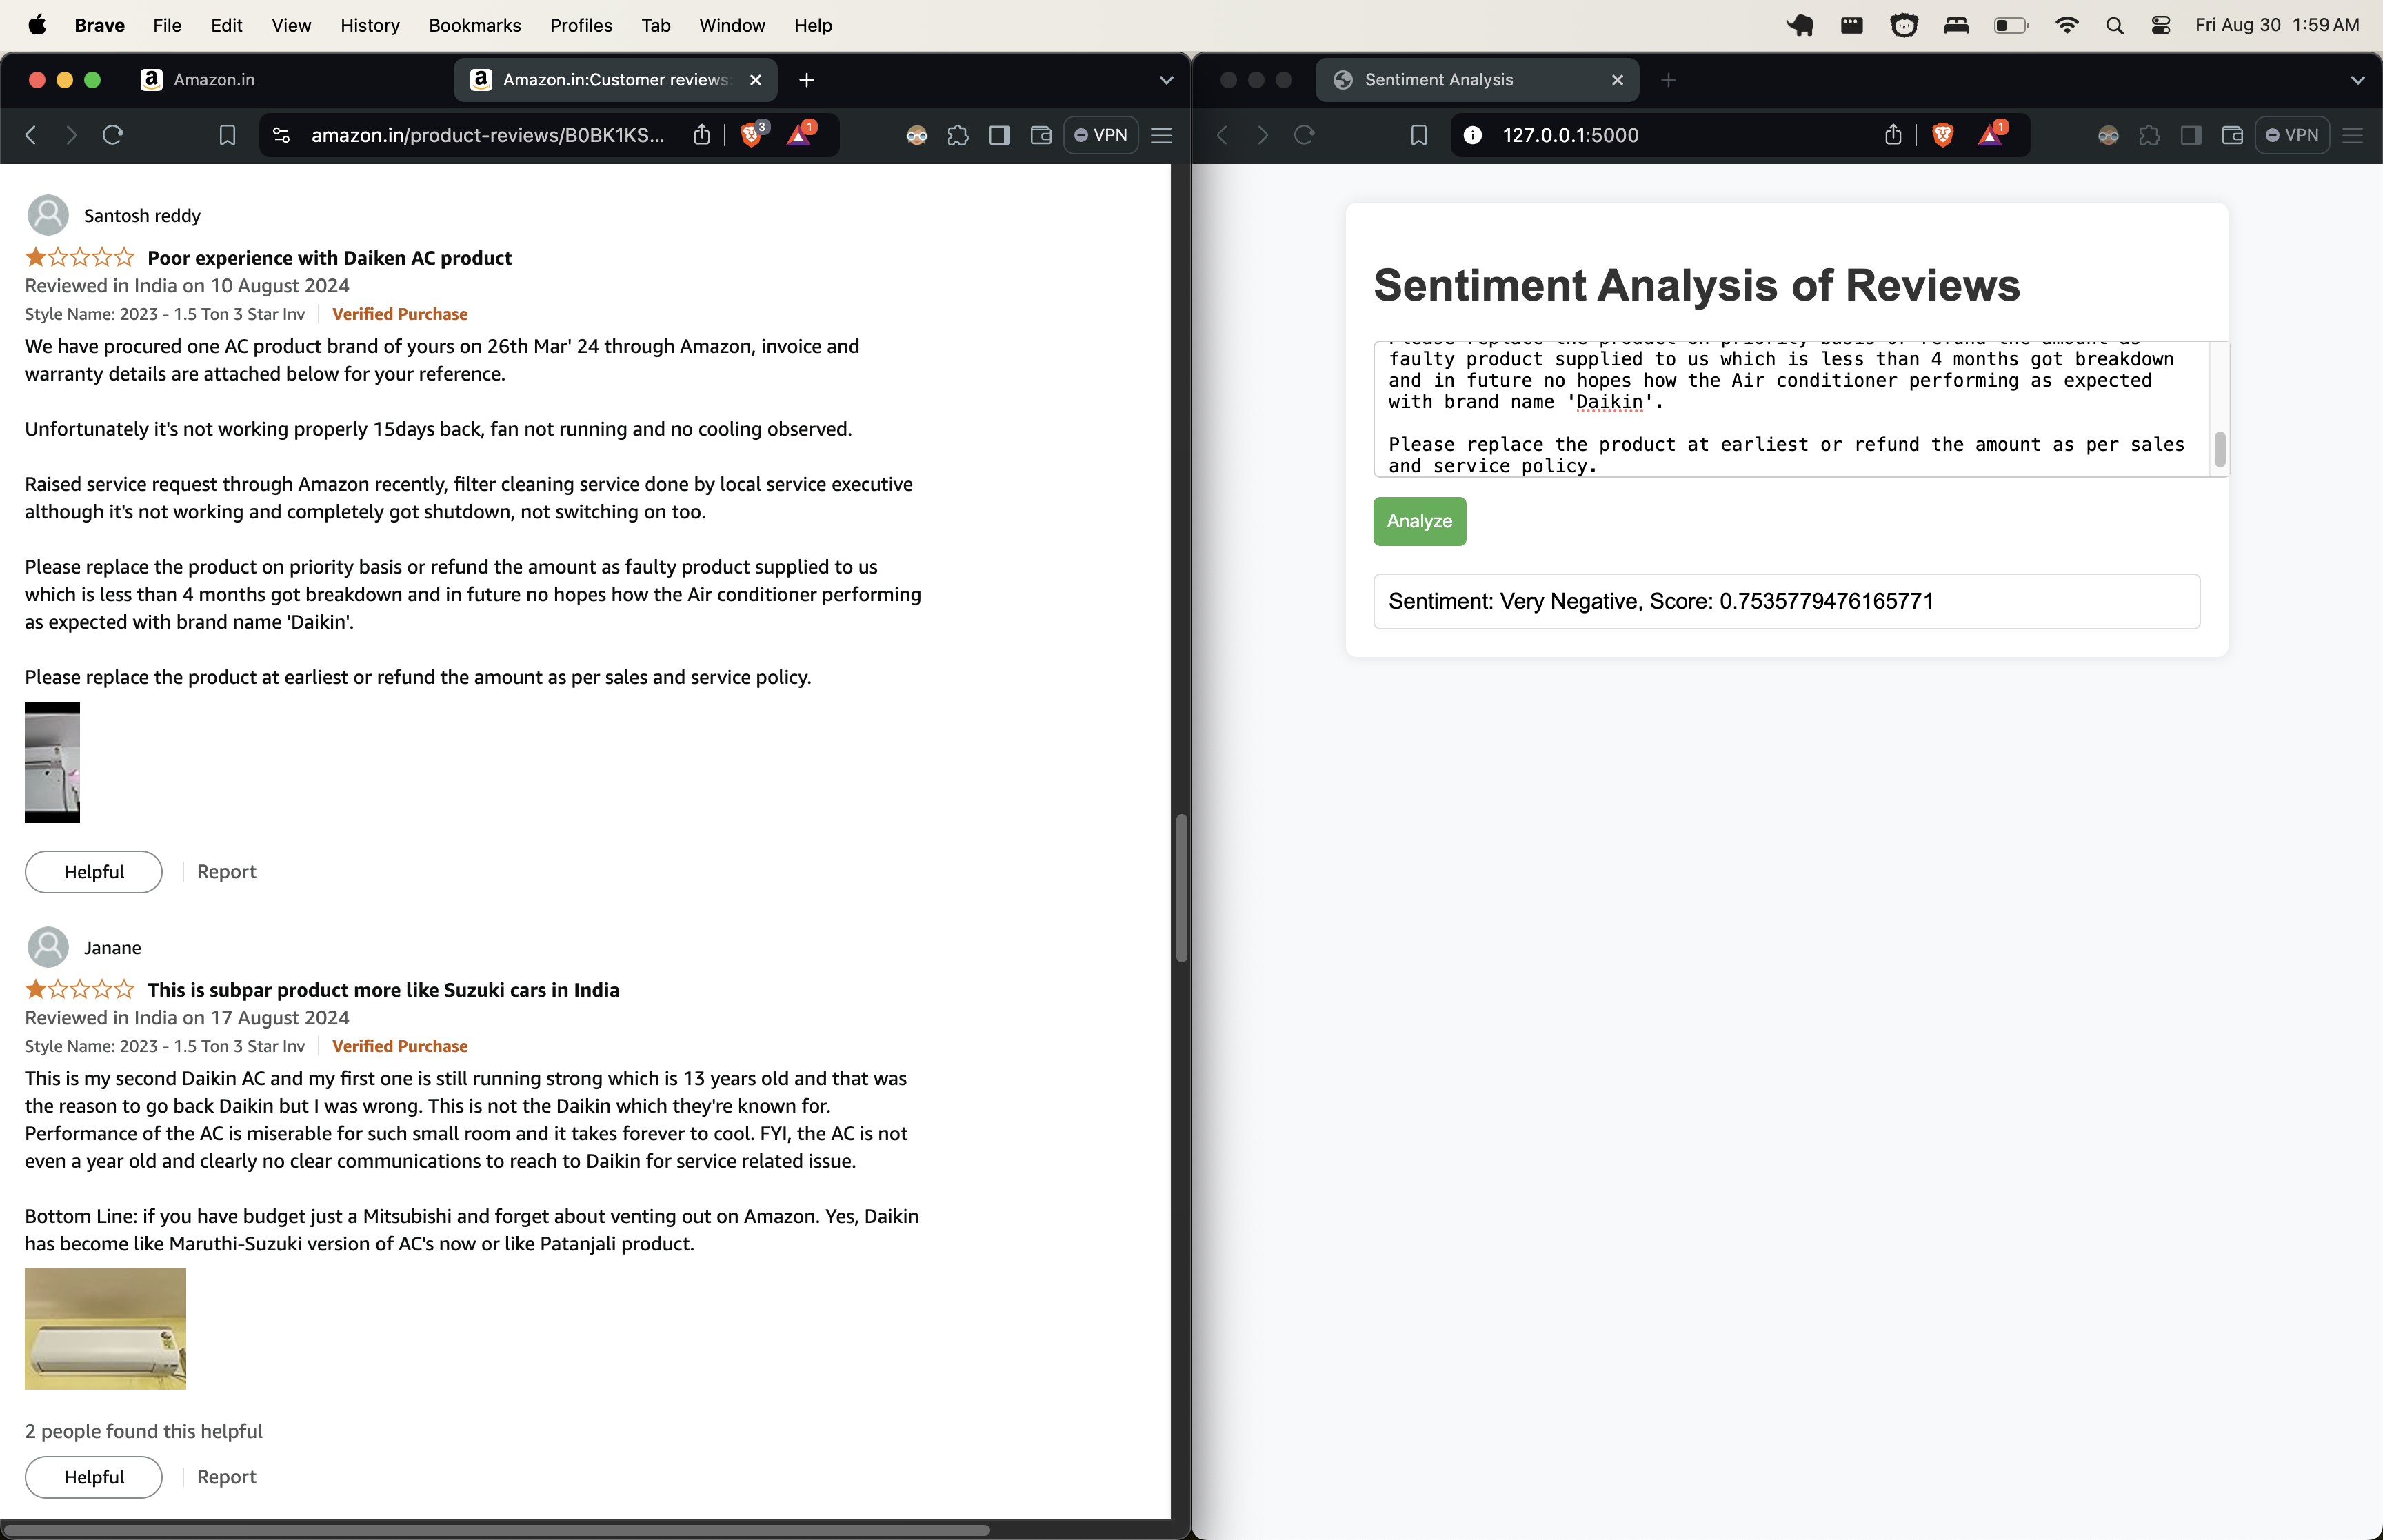 Brave File Edit View History Bookmarks Profiles Tab Window Help
Fri Aug 30 1:59 AM
Amazon.in
Amazon.in:Customer reviews:
amazon.in/product-reviews/B0BK1KS...
3
1
VPN
Santosh reddy
Poor experience with Daiken AC product
Reviewed in India on 10 August 2024
Style Name: 2023 - 1.5 Ton 3 Star Inv Verified Purchase
We have procured one AC product brand of yours on 26th Mar' 24 through Amazon, invoice and
warranty details are attached below for your reference.
Unfortunately it's not working properly 15days back, fan not running and no cooling observed.
Raised service request through Amazon recently, filter cleaning service done by local service executive
although it's not working and completely got shutdown, not switching on too.
Please replace the product on priority basis or refund the amount as faulty product supplied to us
which is less than 4 months got breakdown and in future no hopes how the Air conditioner performing
as expected with brand name 'Daikin'.
Please replace the product at earliest or refund the amount as per sales and service policy.
Helpful Report
Janane
This is subpar product more like Suzuki cars in India
Reviewed in India on 17 August 2024
Style Name: 2023 - 1.5 Ton 3 Star Inv Verified Purchase
This is my second Daikin AC and my first one is still running strong which is 13 years old and that was
the reason to go back Daikin but I was wrong. This is not the Daikin which they're known for.
Performance of the AC is miserable for such small room and it takes forever to cool. FYI, the AC is not
even a year old and clearly no clear communications to reach to Daikin for service related issue.
Bottom Line: if you have budget just a Mitsubishi and forget about venting out on Amazon. Yes, Daikin
has become like Maruthi-Suzuki version of AC's now or like Patanjali product.
2 people found this helpful
Helpful Report
Sentiment Analysis
127.0.0.1:5000
1
VPN
Sentiment Analysis of Reviews
Please replace the product on priority basis or refund the amount as
faulty product supplied to us which is less than 4 months got breakdown
and in future no hopes how the Air conditioner performing as expected
with brand name 'Daikin'.
Please replace the product at earliest or refund the amount as per sales
and service policy.
Analyze
Sentiment: Very Negative, Score: 0.7535779476165771